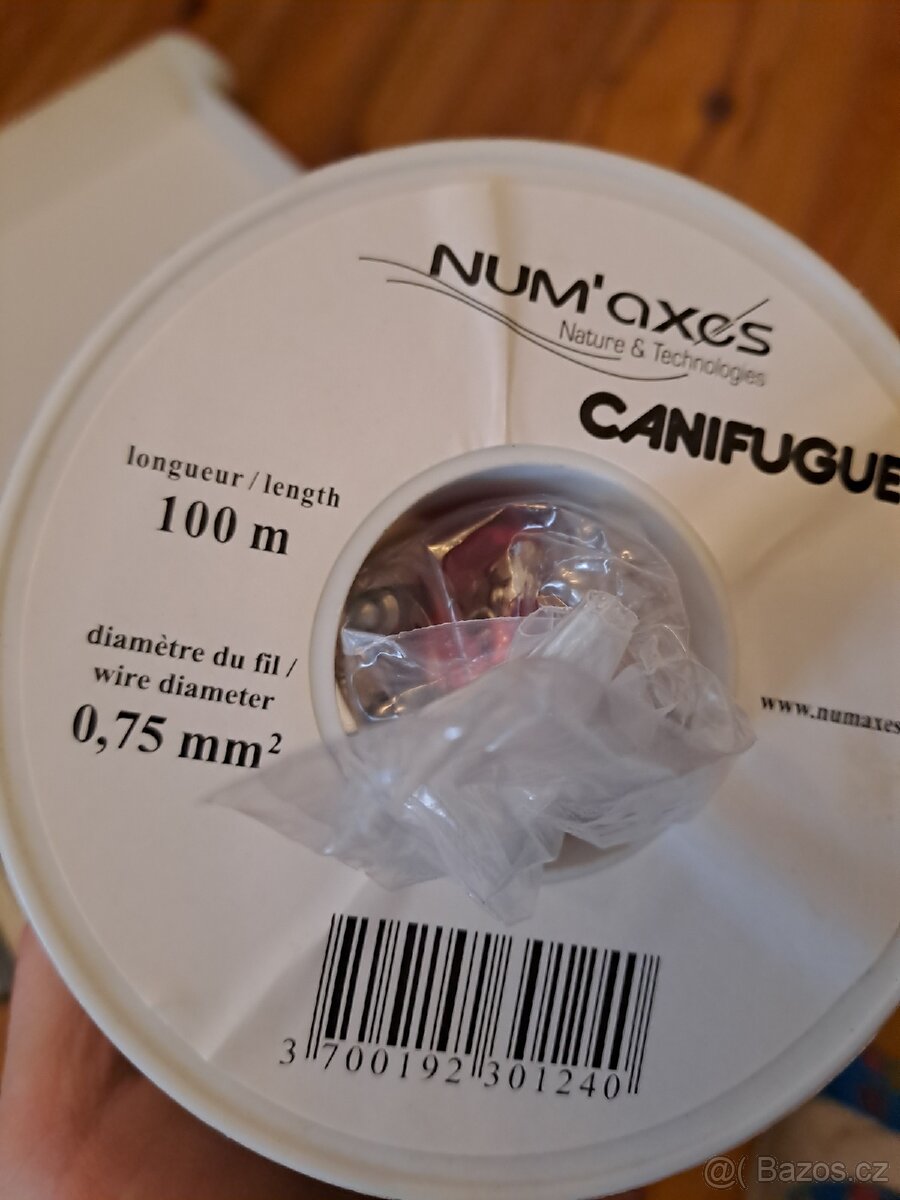 NUM'axes
Nature & Technologies
CANIFUGUE
longueur / length
100 m
diamètre du fil /
wire diameter
0,75 mm²
www.numaxes
3 700192 301240
@( Bazos.cz